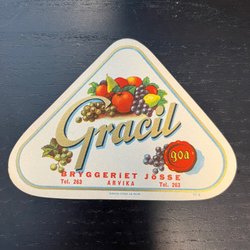 Gracil
goa
BRYGGERIET JÖSSE
Tel. 263 ARVIKA Tel. 263